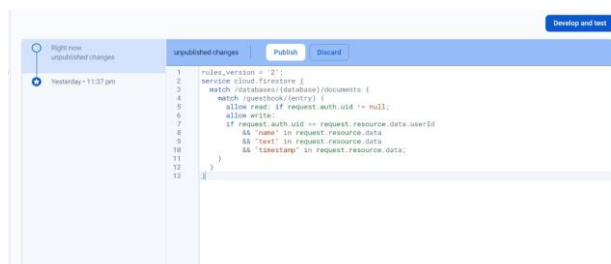 Develop and test
Right now
unpublished changes
Yesterday • 11:37 pm
unpublished changes
Publish
Discard
1 rules_version = '2';
2 service cloud.firestore {
3 match /databases/{database}/documents {
4 match /guestbook/{entry} {
5 allow read: if request.auth.uid != null;
6 allow write:
7 if request.auth.uid == request.resource.data.userId
8 && "name" in request.resource.data
9 && "text" in request.resource.data
10 && "timestamp" in request.resource.data;
11 }
12 }
13 }